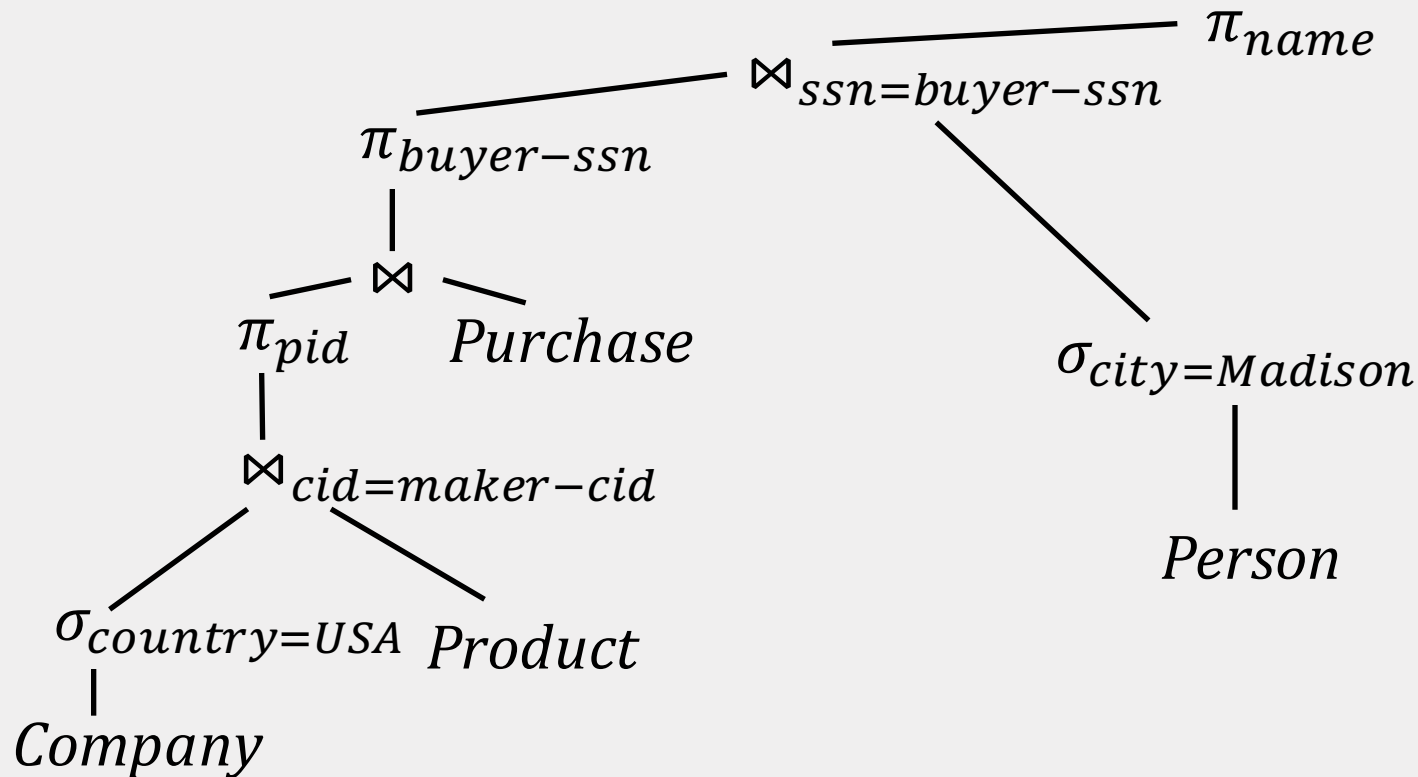 π_name
⋈_ssn=buyer−ssn
π_buyer−ssn
⋈
π_pid Purchase
σ_city=Madison
⋈_cid=maker−cid
Person
σ_country=USA Product
Company